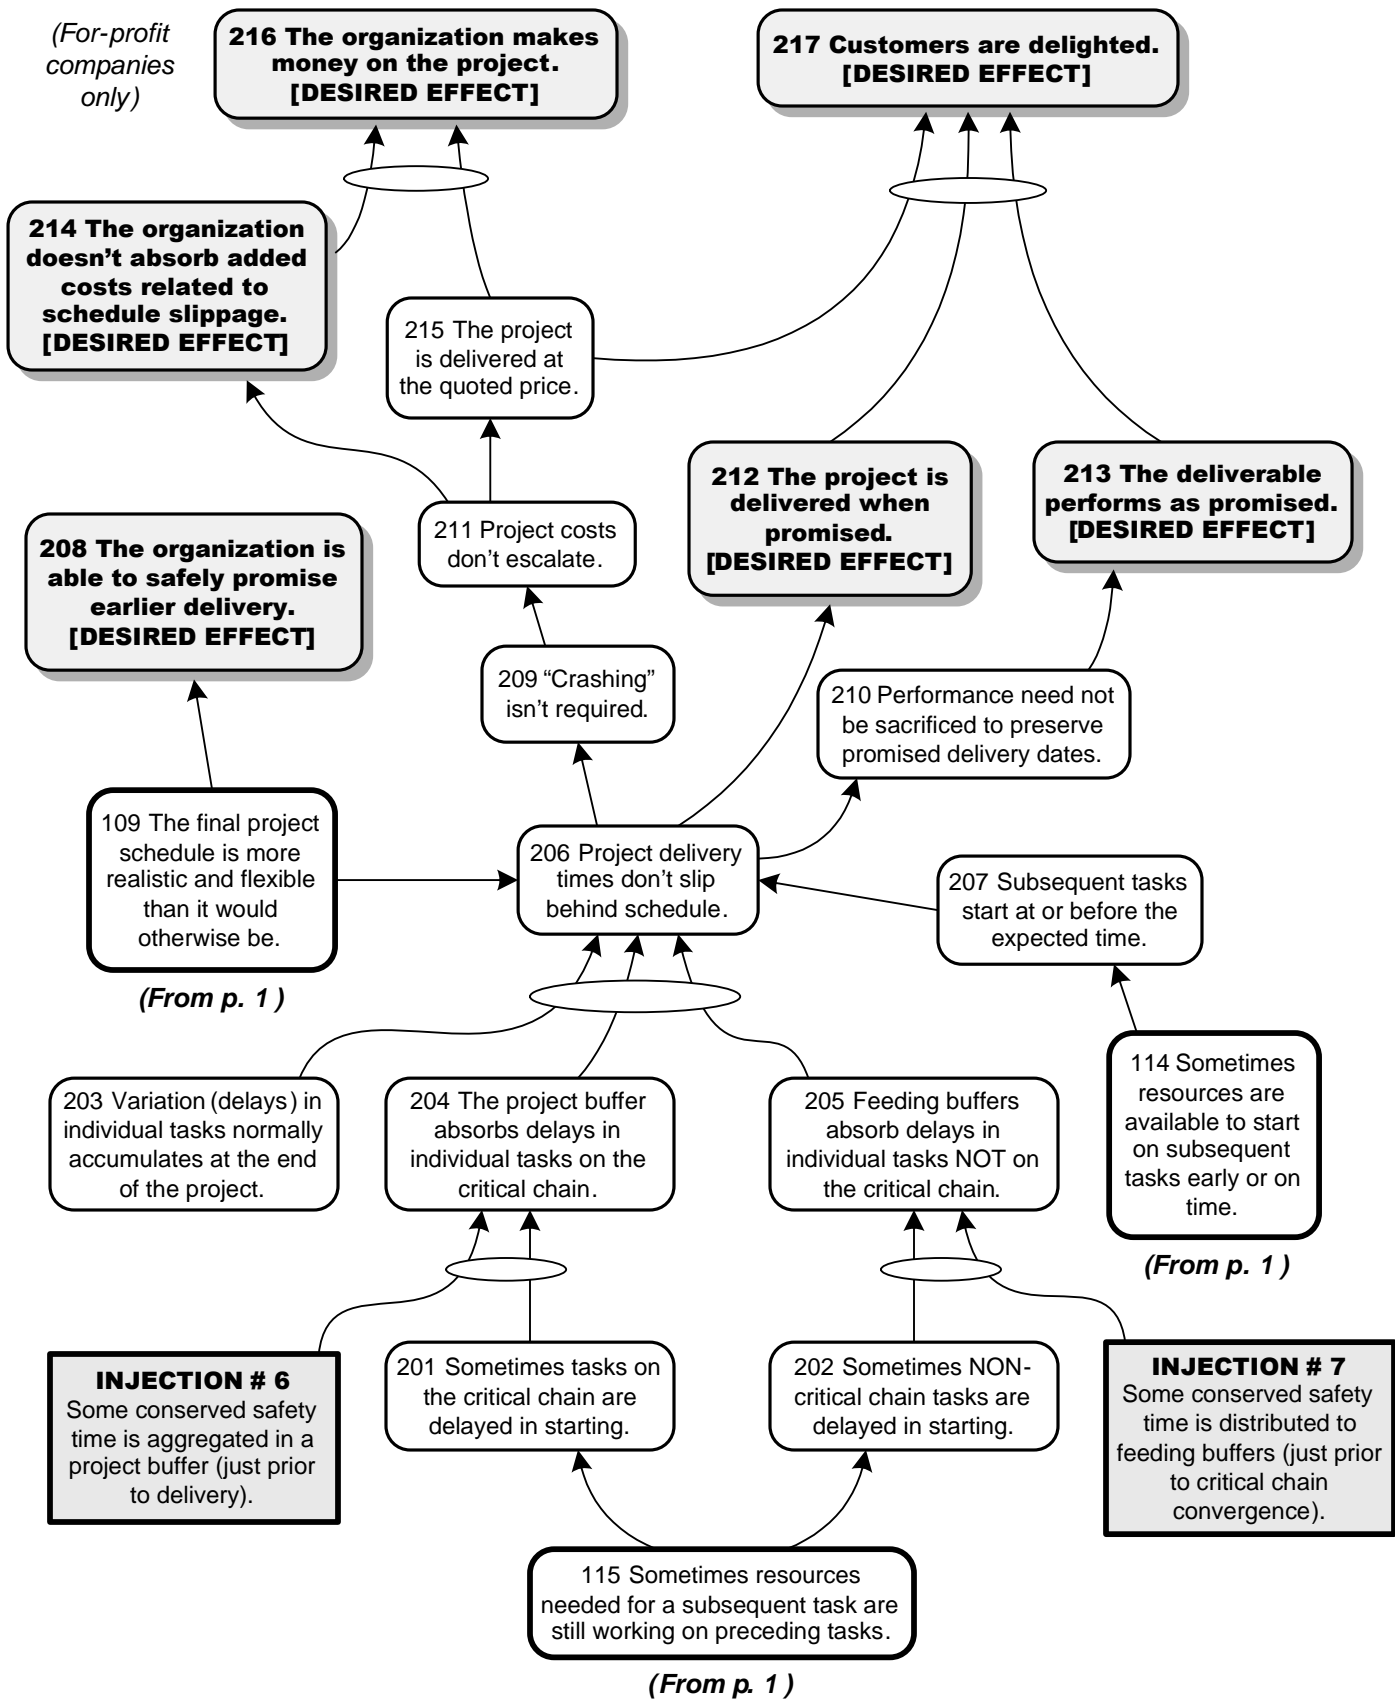 (For-profit
companies
only)
216 The organization makes
money on the project.
[DESIRED EFFECT]
217 Customers are delighted.
[DESIRED EFFECT]
214 The organization
doesn't absorb added
costs related to
schedule slippage.
[DESIRED EFFECT]
215 The project
is delivered at
the quoted price.
212 The project is
delivered when
promised.
[DESIRED EFFECT]
213 The deliverable
performs as promised.
[DESIRED EFFECT]
211 Project costs
don't escalate.
208 The organization is
able to safely promise
earlier delivery.
[DESIRED EFFECT]
209 “Crashing”
isn't required.
210 Performance need not
be sacrificed to preserve
promised delivery dates.
109 The final project
schedule is more
realistic and flexible
than it would
otherwise be.
(From p. 1)
206 Project delivery
times don't slip
behind schedule.
207 Subsequent tasks
start at or before the
expected time.
203 Variation (delays) in
individual tasks normally
accumulates at the end
of the project.
204 The project buffer
absorbs delays in
individual tasks on the
critical chain.
205 Feeding buffers
absorb delays in
individual tasks NOT on
the critical chain.
114 Sometimes
resources are
available to start
on subsequent
tasks early or on
time.
(From p. 1)
INJECTION # 6
Some conserved safety
time is aggregated in a
project buffer (just prior
to delivery).
201 Sometimes tasks on
the critical chain are
delayed in starting.
202 Sometimes NON-
critical chain tasks are
delayed in starting.
INJECTION # 7
Some conserved safety
time is distributed to
feeding buffers (just prior
to critical chain
convergence).
115 Sometimes resources
needed for a subsequent task are
still working on preceding tasks.
(From p. 1)